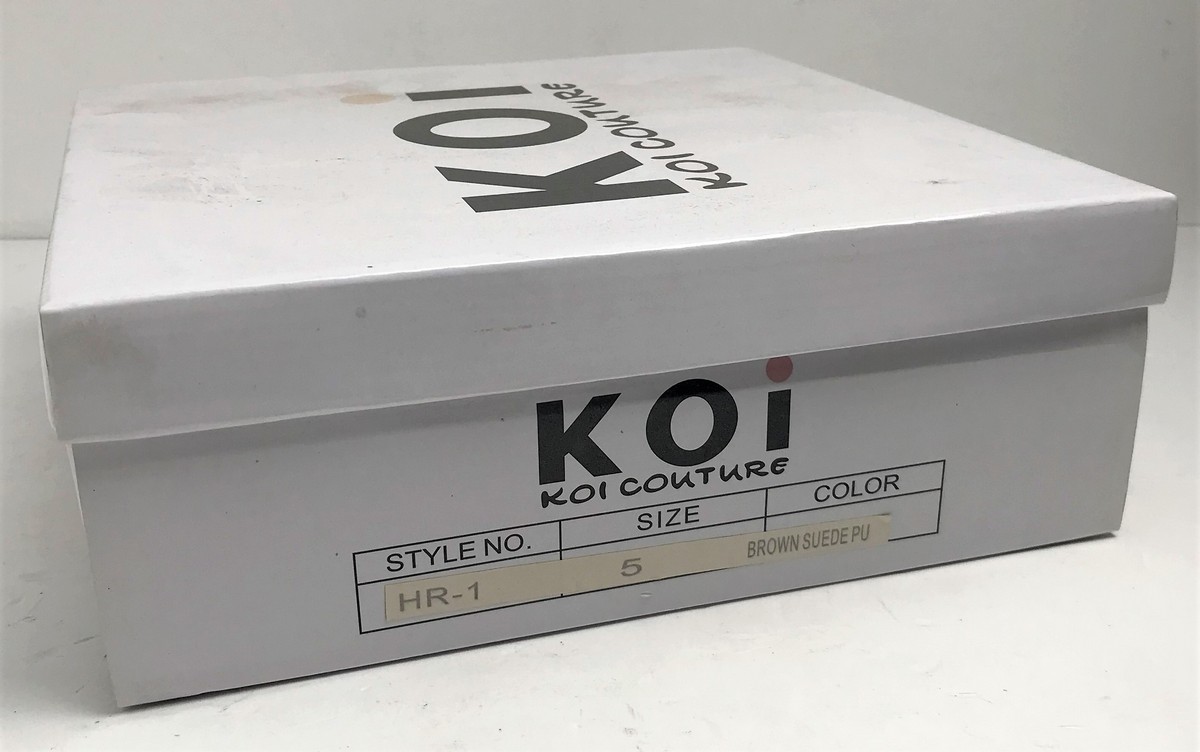 KOi
KOI COUTURE
KOi
KOI COUTURE
STYLE NO. SIZE COLOR
HR-1 5 BROWN SUEDE PU